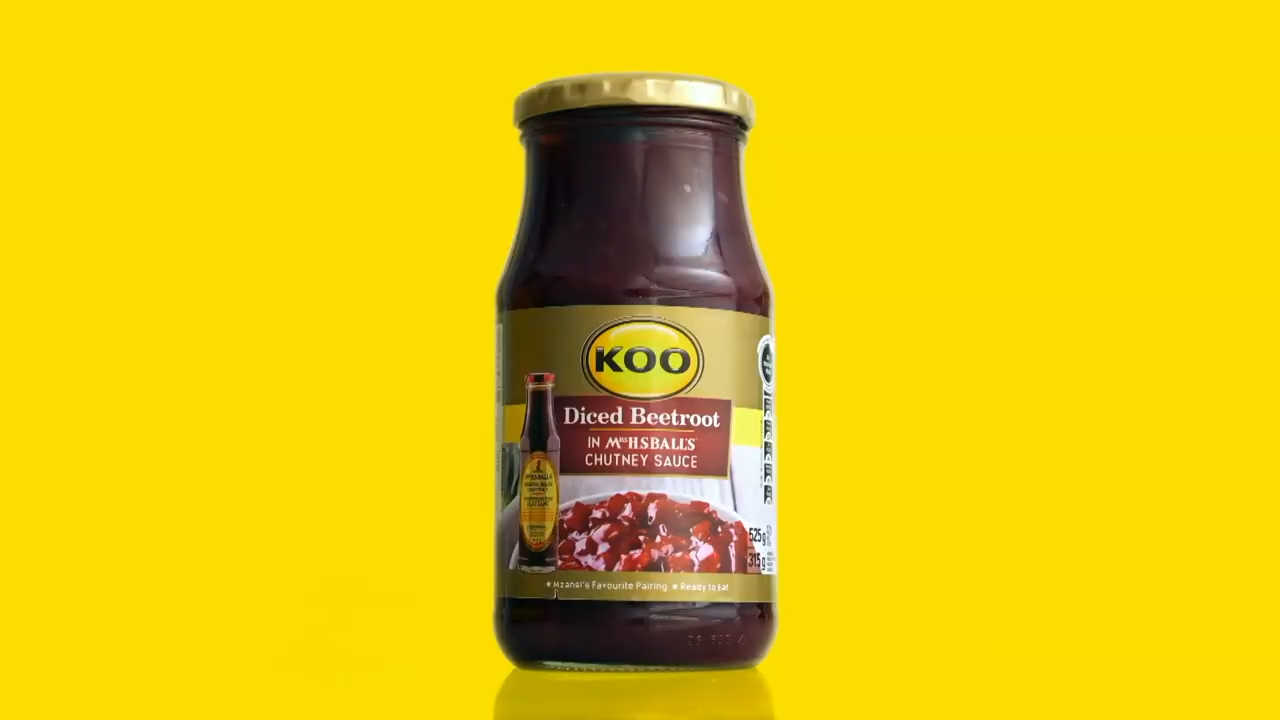 KOO
Diced Beetroot
IN MRS H.S BALL'S
CHUTNEY SAUCE
525g
315g
• Mzansi's Favourite Pairing • Ready to Eat